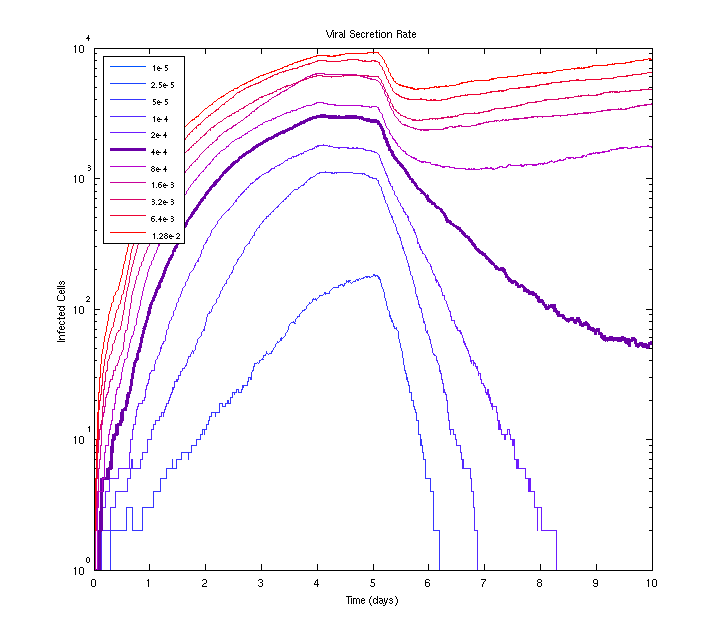 Viral Secretion Rate
10^4
10^3
10^2
10^1
10^0
Infected Cells
1e-5
2.5e-5
5e-5
1e-4
2e-4
4e-4
8e-4
1.6e-3
3.2e-3
6.4e-3
1.28e-2
0 1 2 3 4 5 6 7 8 9 10
Time (days)